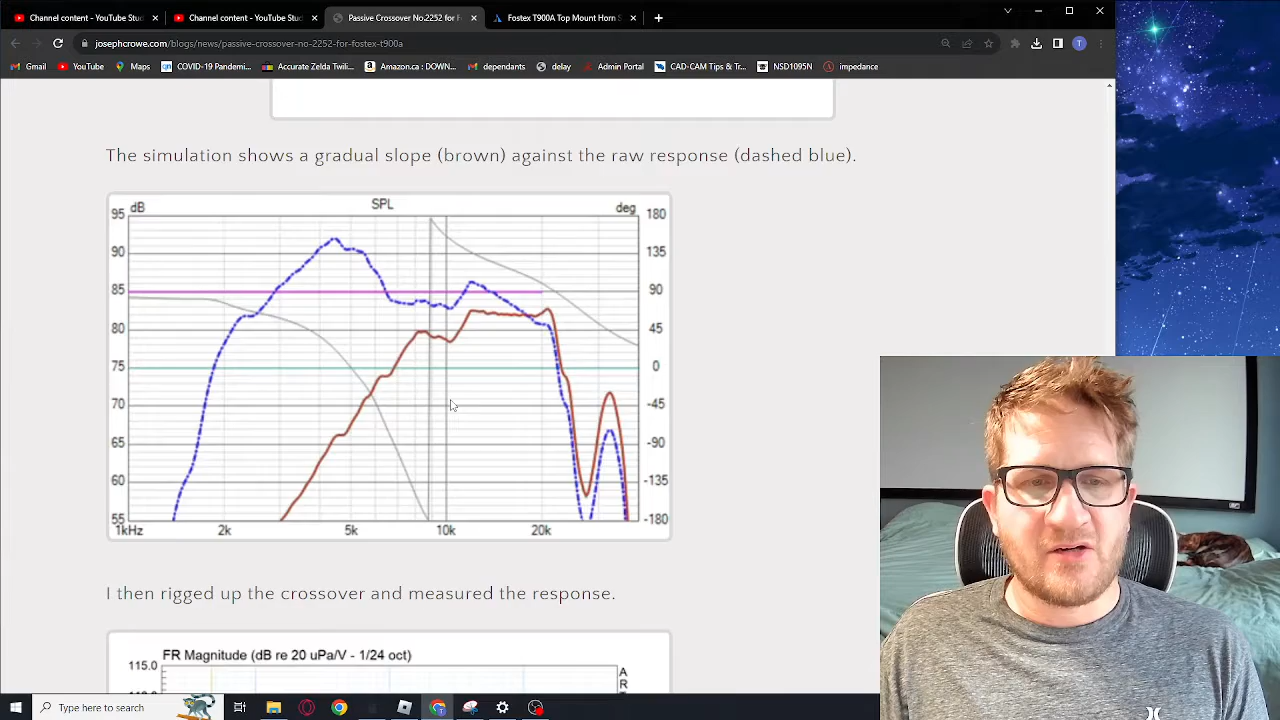 Channel content - YouTube Stud
Channel content - YouTube Stud
Passive Crossover No.2252 for F
Fostex T900A Top Mount Horn S
josephcrowe.com/blogs/news/passive-crossover-no-2252-for-fostex-t900a
T
Gmail
YouTube
Maps
COVID-19 Pandemi...
Accurate Zelda Twili...
Amazon.ca : DOWN...
dependants
delay
Admin Portal
CAD-CAM Tips & Tr...
NSD1095N
impedance
The simulation shows a gradual slope (brown) against the raw response (dashed blue).
dB
SPL
deg
95
90
85
80
75
70
65
60
55
180
135
90
45
0
-45
-90
-135
-180
1kHz
2k
5k
10k
20k
I then rigged up the crossover and measured the response.
FR Magnitude (dB re 20 uPa/V - 1/24 oct)
115.0
A
R
Type here to search